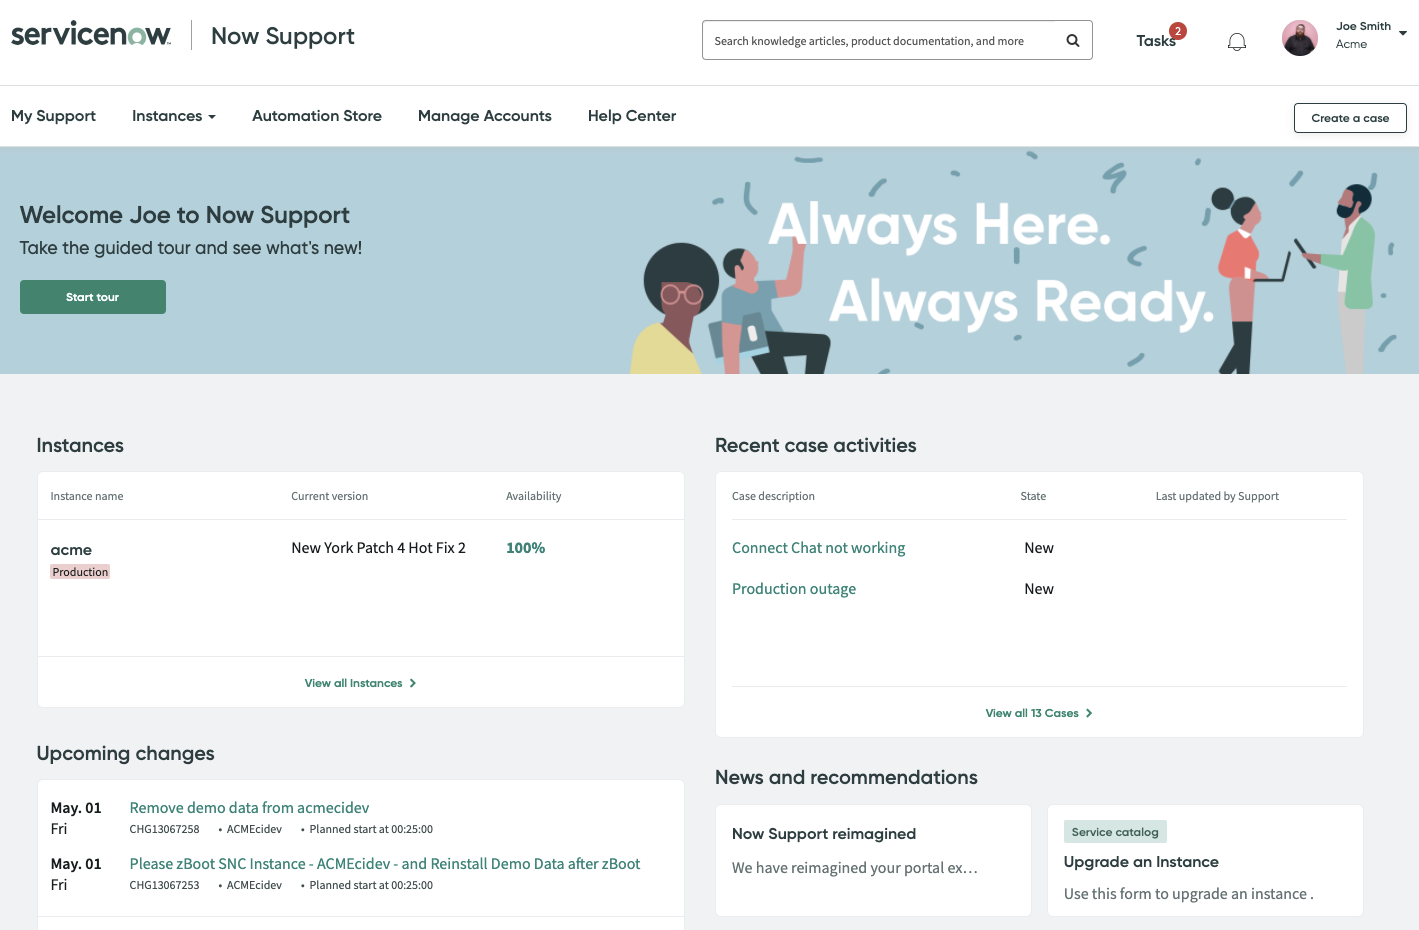 servicenow
Now Support
Search knowledge articles, product documentation, and more
Tasks
2
Joe Smith
Acme
My Support
Instances
Automation Store
Manage Accounts
Help Center
Create a case
Welcome Joe to Now Support
Take the guided tour and see what's new!
Start tour
Always Here.
Always Ready.
Instances
Instance name
Current version
Availability
acme
New York Patch 4 Hot Fix 2
100%
Production
View all Instances
Recent case activities
Case description
State
Last updated by Support
Connect Chat not working
New
Production outage
New
View all 13 Cases
Upcoming changes
May. 01
Remove demo data from acmecidev
Fri
CHG13067258 • ACMEcidev • Planned start at 00:25:00
May. 01
Please zBoot SNC Instance - ACMEcidev - and Reinstall Demo Data after zBoot
Fri
CHG13067253 • ACMEcidev • Planned start at 00:25:00
News and recommendations
Now Support reimagined
We have reimagined your portal ex...
Service catalog
Upgrade an Instance
Use this form to upgrade an instance .